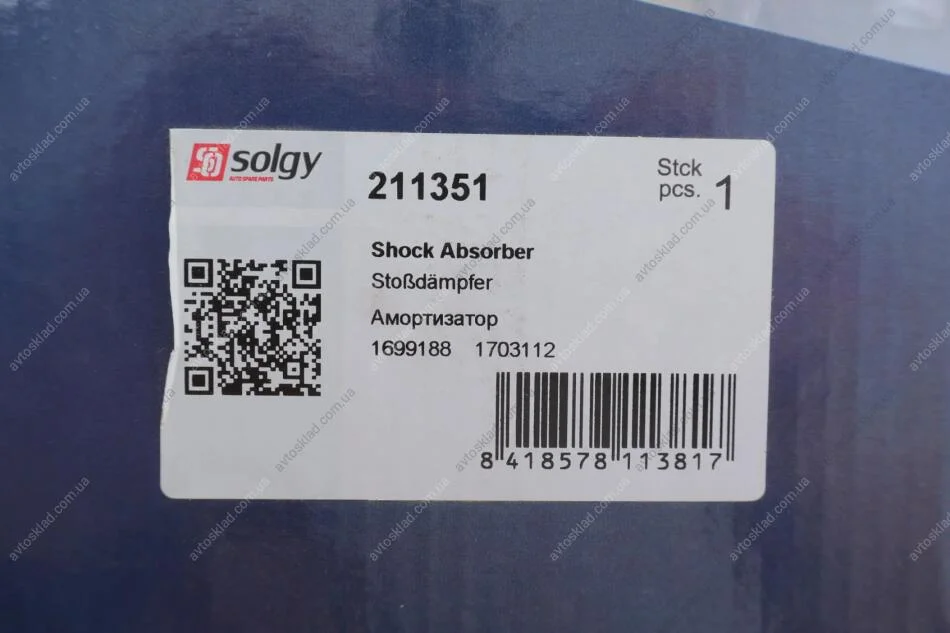 solgy
AUTO SPARE PARTS
211351
Stck
pcs. 1
Shock Absorber
Stoßdämpfer
Амортизатор
1699188 1703112
8 418578 113817
avtosklad.com.ua